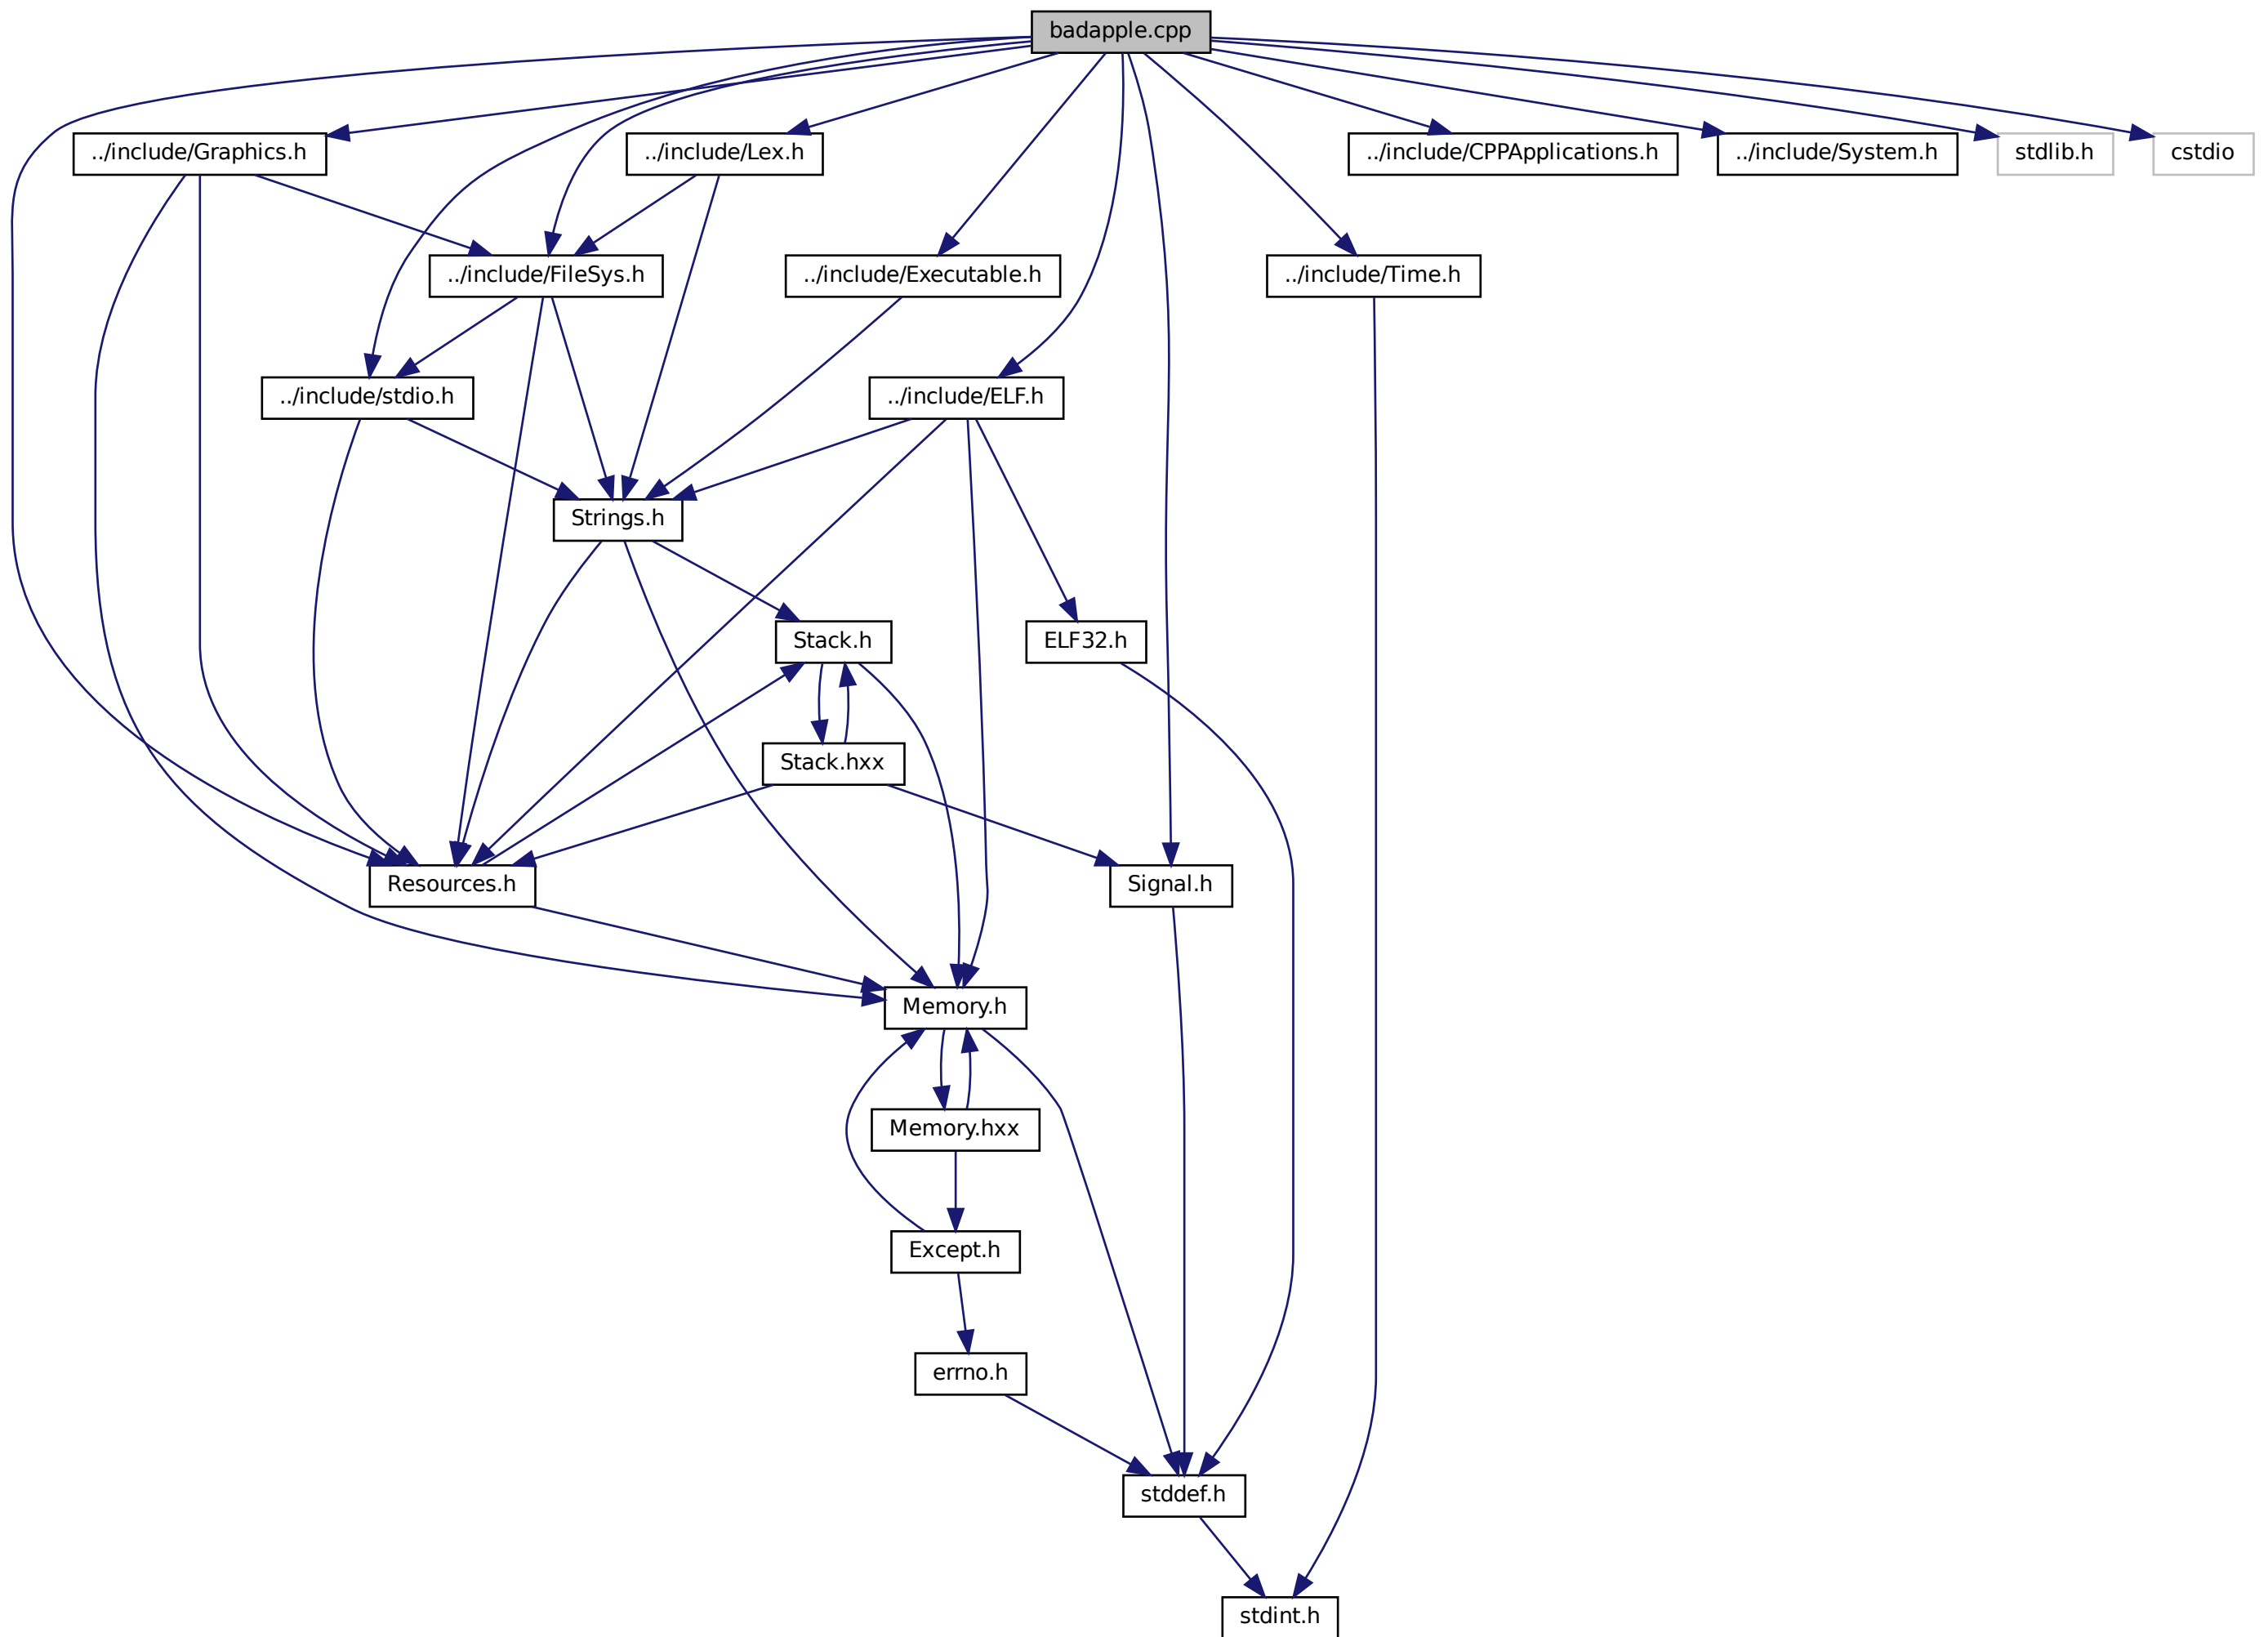 badapple.cpp
../include/Graphics.h
../include/Lex.h
../include/CPPApplications.h
../include/System.h
stdlib.h
cstdio
../include/FileSys.h
../include/Executable.h
../include/Time.h
../include/stdio.h
../include/ELF.h
Strings.h
Stack.h
ELF32.h
Stack.hxx
Resources.h
Signal.h
Memory.h
Memory.hxx
Except.h
errno.h
stddef.h
stdint.h